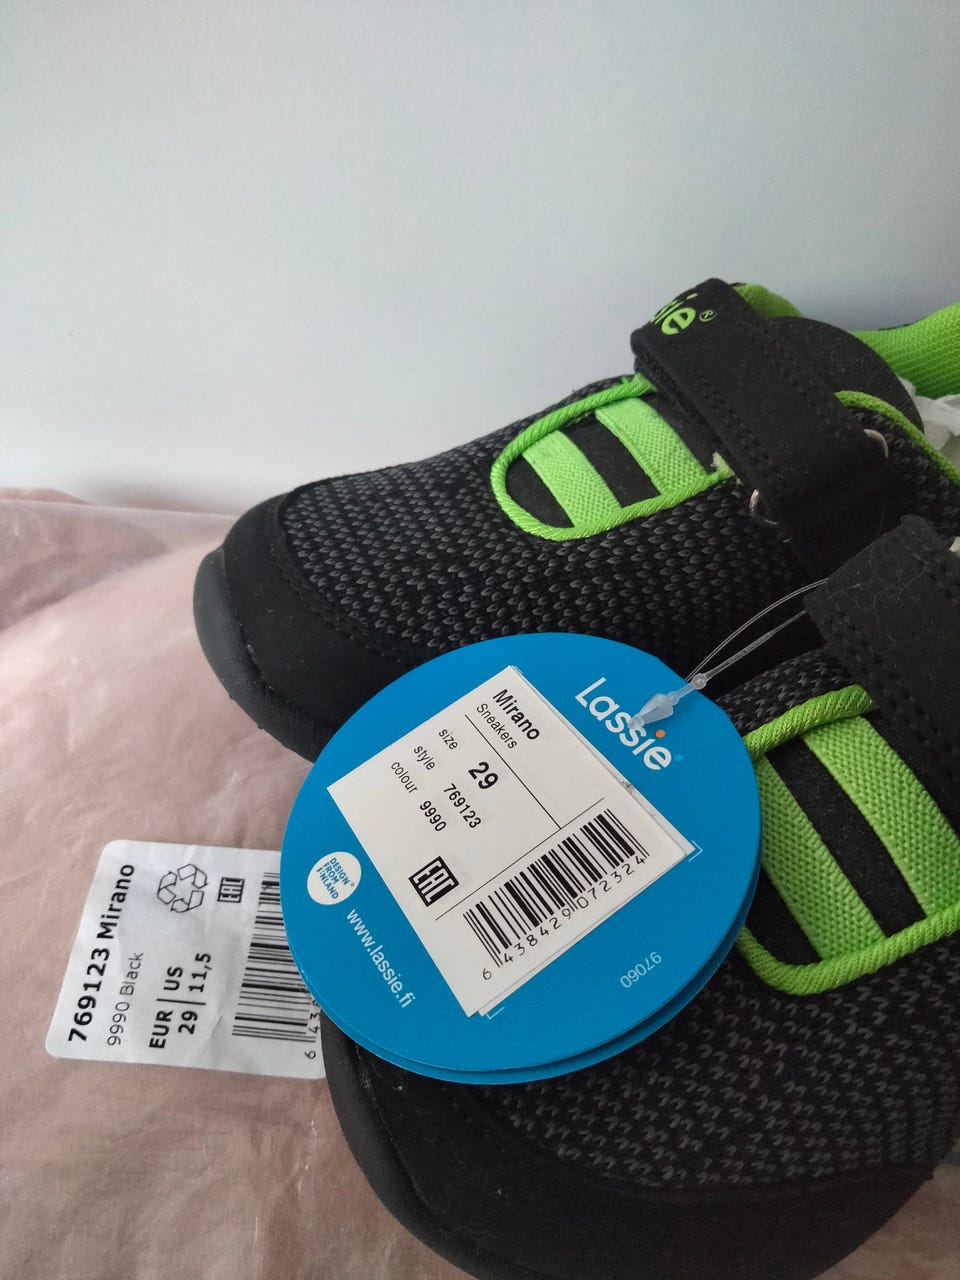 Lassie®
Mirano
Sneakers
size 29
style 769123
colour 9990
EAC
6 438429 072324
DESIGN
FROM
FINLAND
www.lassie.fi
97060
769123 Mirano
9990 Black
EUR | US
29 | 11,5
EAC